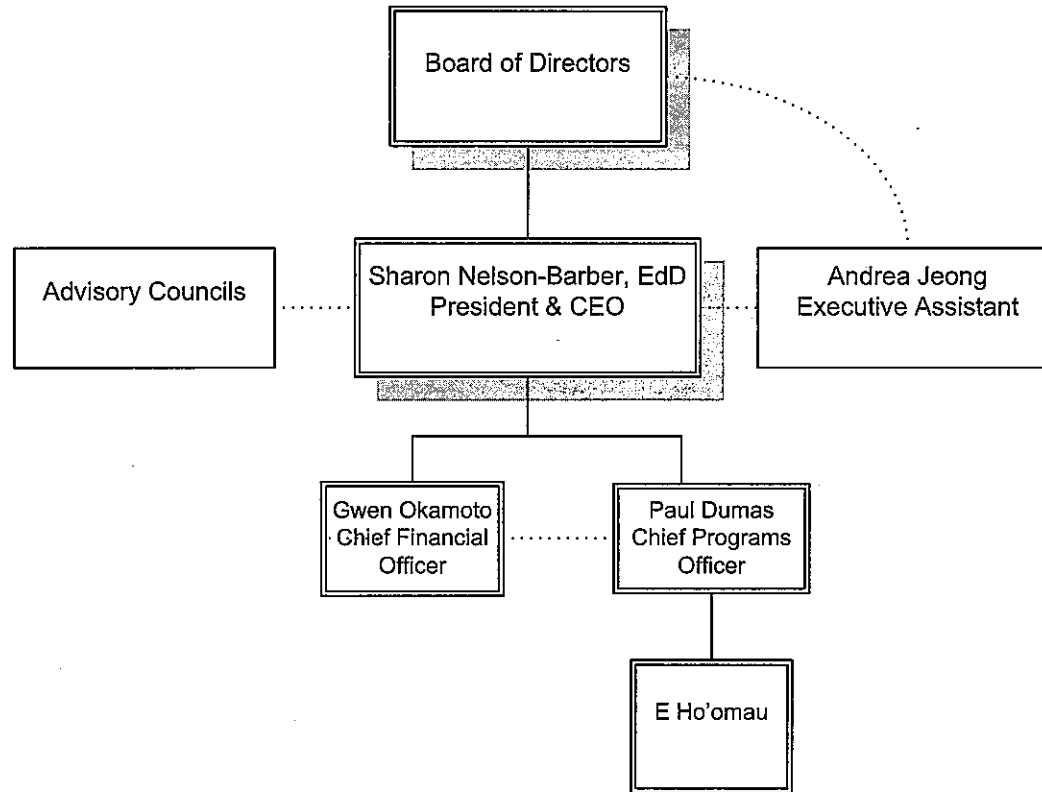 Board of Directors
Advisory Councils
Sharon Nelson-Barber, EdD
President & CEO
Andrea Jeong
Executive Assistant
Gwen Okamoto
Chief Financial
Officer
Paul Dumas
Chief Programs
Officer
E Ho'omau